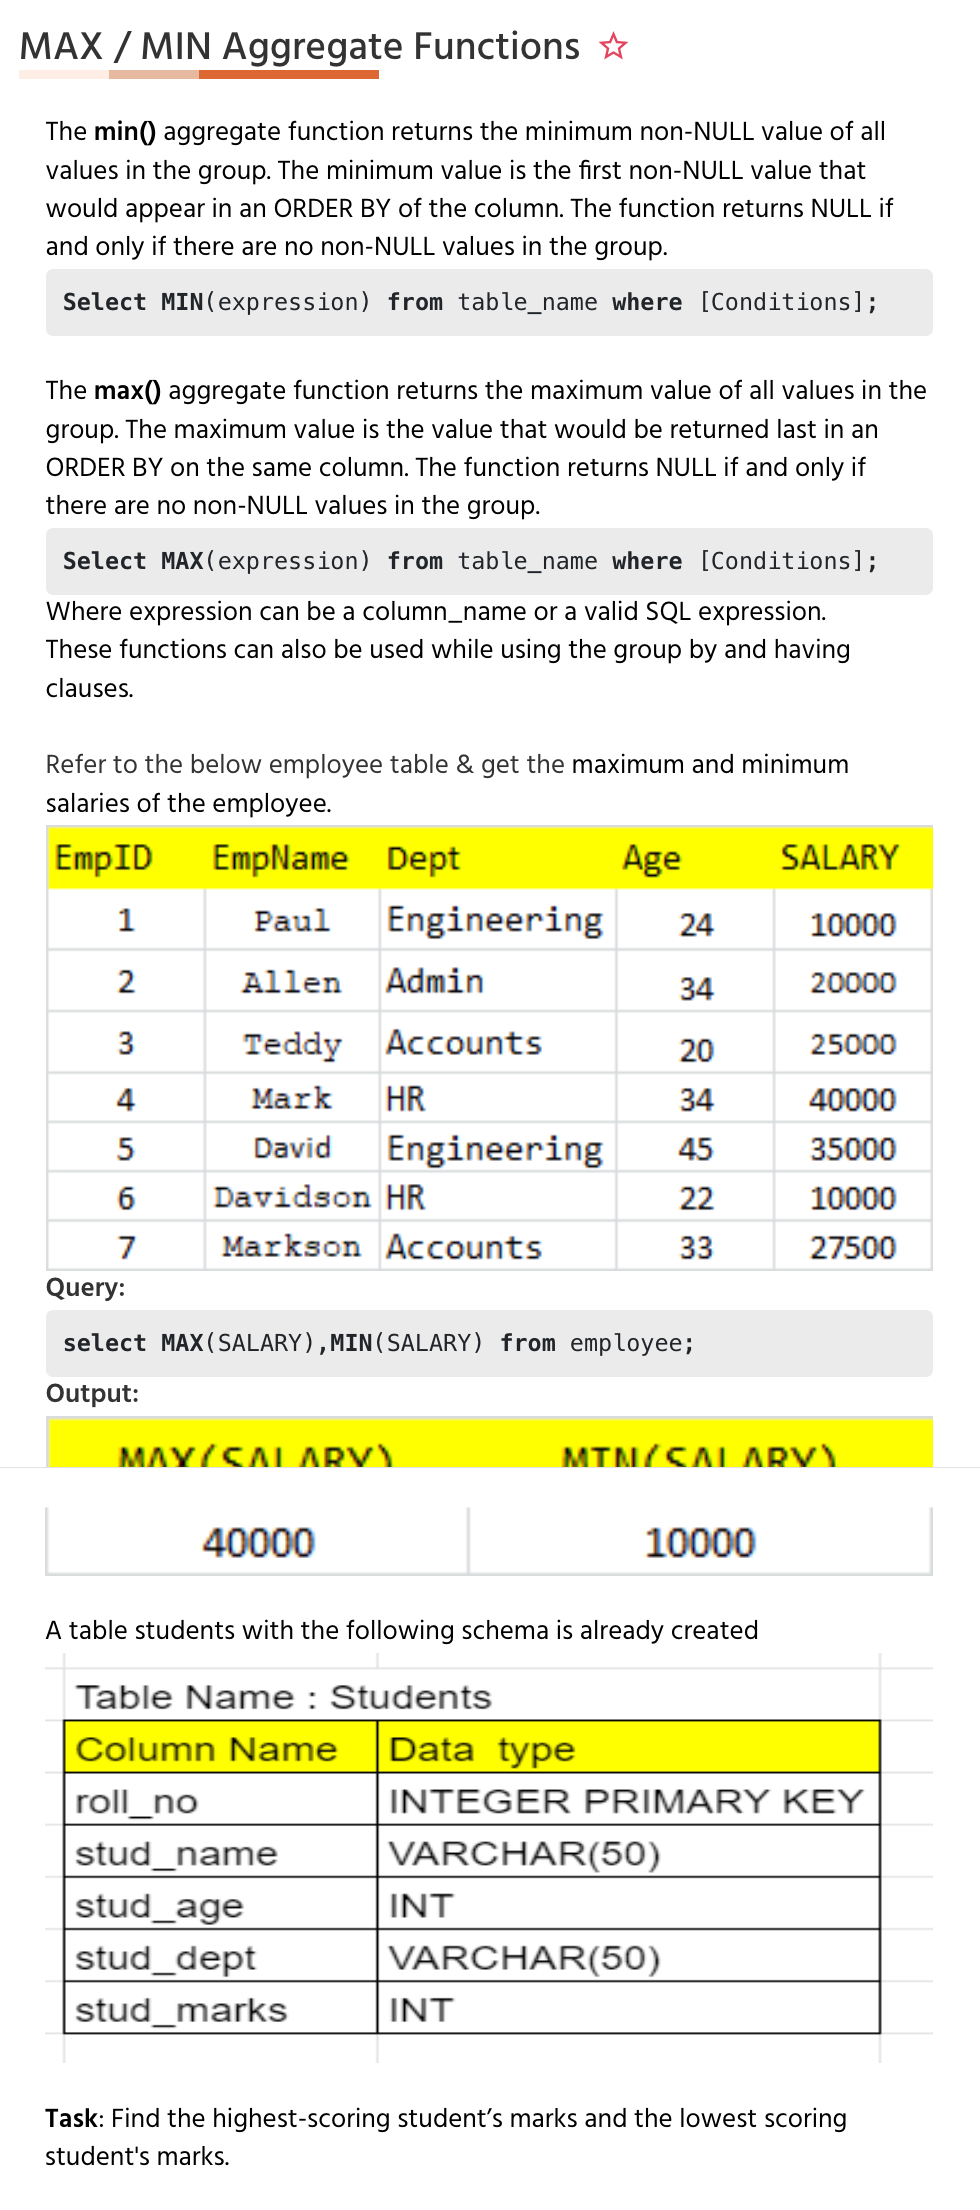 MAX / MIN Aggregate Functions
The min() aggregate function returns the minimum non-NULL value of all
values in the group. The minimum value is the first non-NULL value that
would appear in an ORDER BY of the column. The function returns NULL if
and only if there are no non-NULL values in the group.
Select MIN(expression) from table_name where [Conditions];
The max() aggregate function returns the maximum value of all values in the
group. The maximum value is the value that would be returned last in an
ORDER BY on the same column. The function returns NULL if and only if
there are no non-NULL values in the group.
Select MAX(expression) from table_name where [Conditions];
Where expression can be a column_name or a valid SQL expression.
These functions can also be used while using the group by and having
clauses.
Refer to the below employee table & get the maximum and minimum
salaries of the employee.
EmpID EmpName Dept Age SALARY
1 Paul Engineering 24 10000
2 Allen Admin 34 20000
3 Teddy Accounts 20 25000
4 Mark HR 34 40000
5 David Engineering 45 35000
6 Davidson HR 22 10000
7 Markson Accounts 33 27500
Query:
select MAX(SALARY),MIN(SALARY) from employee;
Output:
MAX(SALARY) MIN(SALARY)
40000 10000
A table students with the following schema is already created
Table Name : Students
Column Name Data type
roll_no INTEGER PRIMARY KEY
stud_name VARCHAR(50)
stud_age INT
stud_dept VARCHAR(50)
stud_marks INT
Task: Find the highest-scoring student’s marks and the lowest scoring
student's marks.